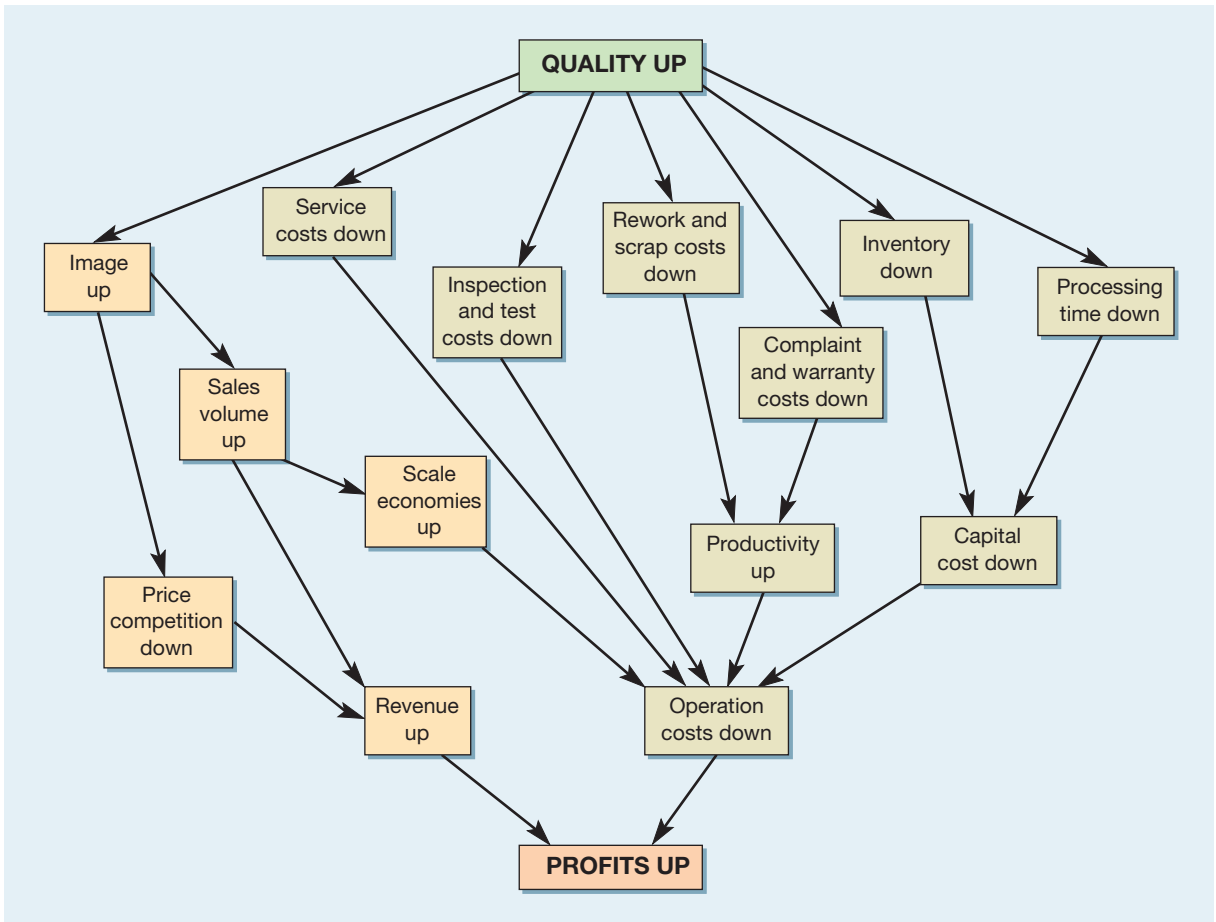 QUALITY UP
Service
costs down
Rework and
scrap costs
down
Inventory
down
Image
up
Inspection
and test
costs down
Processing
time down
Complaint
and warranty
costs down
Sales
volume
up
Scale
economies
up
Productivity
up
Capital
cost down
Price
competition
down
Revenue
up
Operation
costs down
PROFITS UP